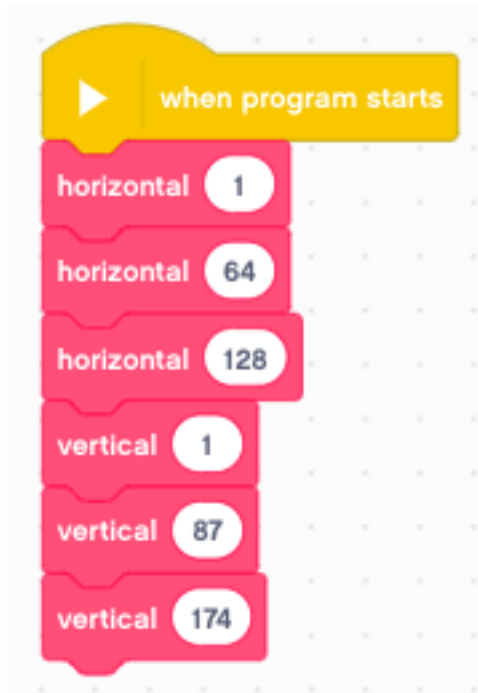 when program starts
horizontal 1
horizontal 64
horizontal 128
vertical 1
vertical 87
vertical 174